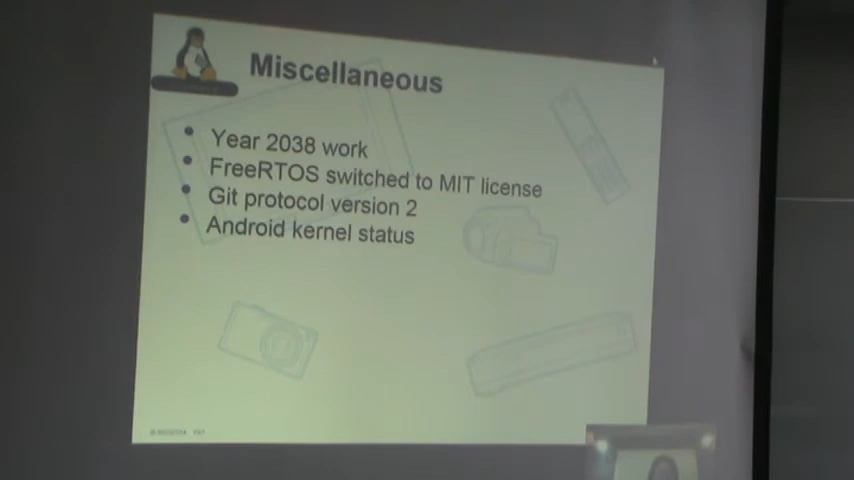 Miscellaneous
Year 2038 work
FreeRTOS switched to MIT license
Git protocol version 2
Android kernel status